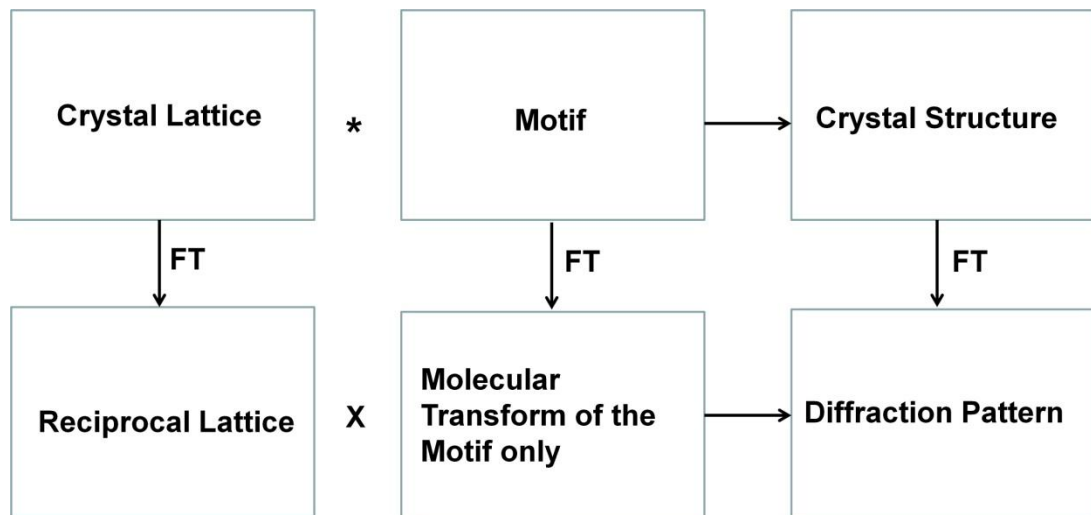 Crystal Lattice * Motif Crystal Structure
FT FT FT
Reciprocal Lattice X Molecular
Transform of the
Motif only Diffraction Pattern